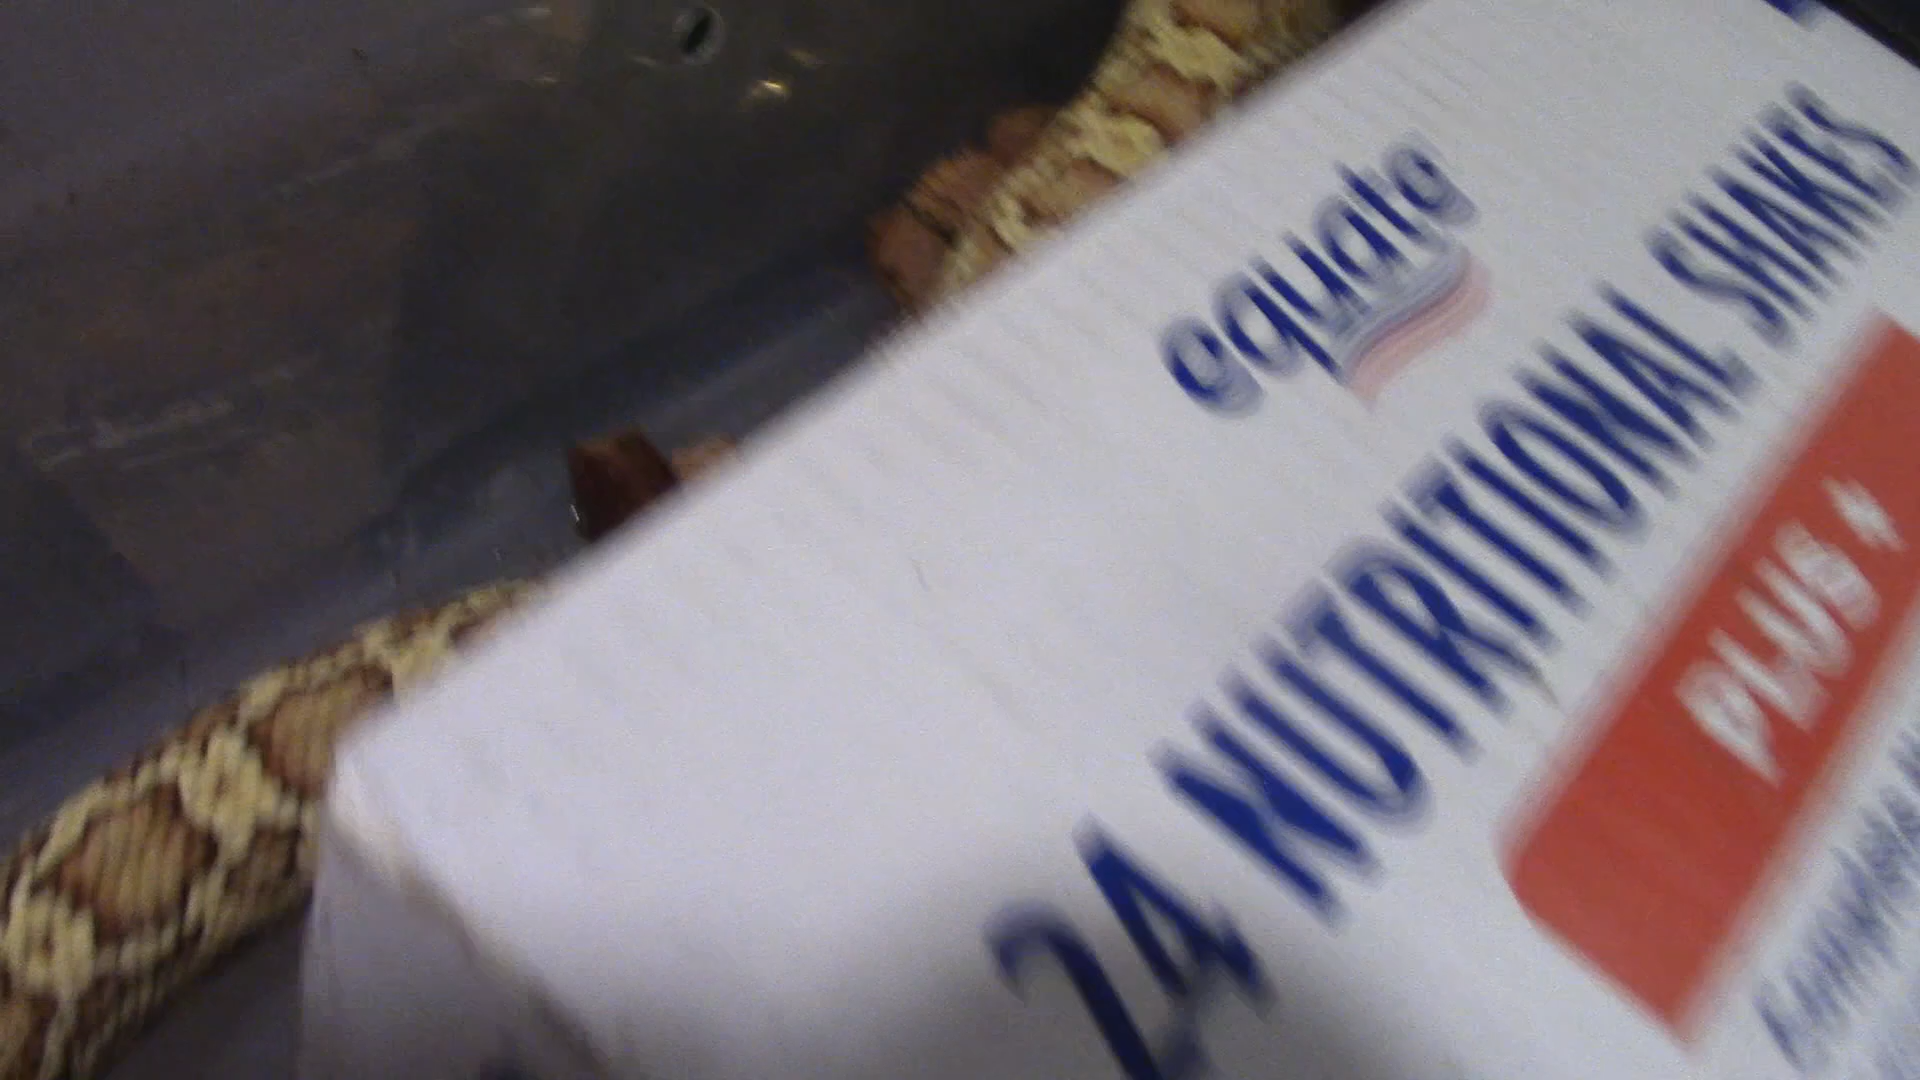 equate
24 NUTRITIONAL SHAKES
PLUS +